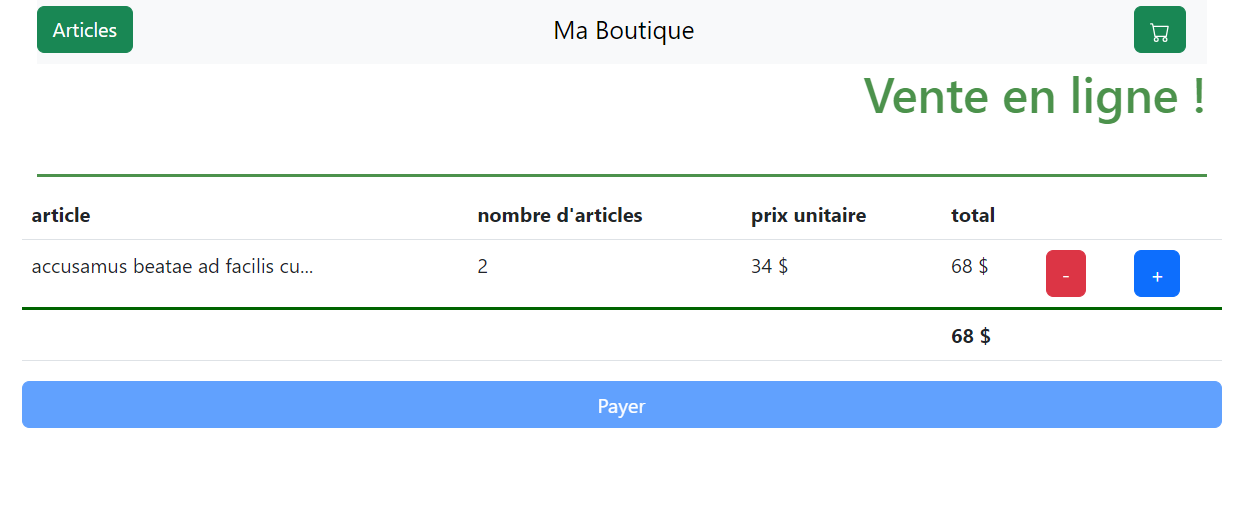 Articles Ma Boutique
Vente en ligne !
article nombre d'articles prix unitaire total
accusamus beatae ad facilis cu... 2 34 $ 68 $ - +
68 $
Payer